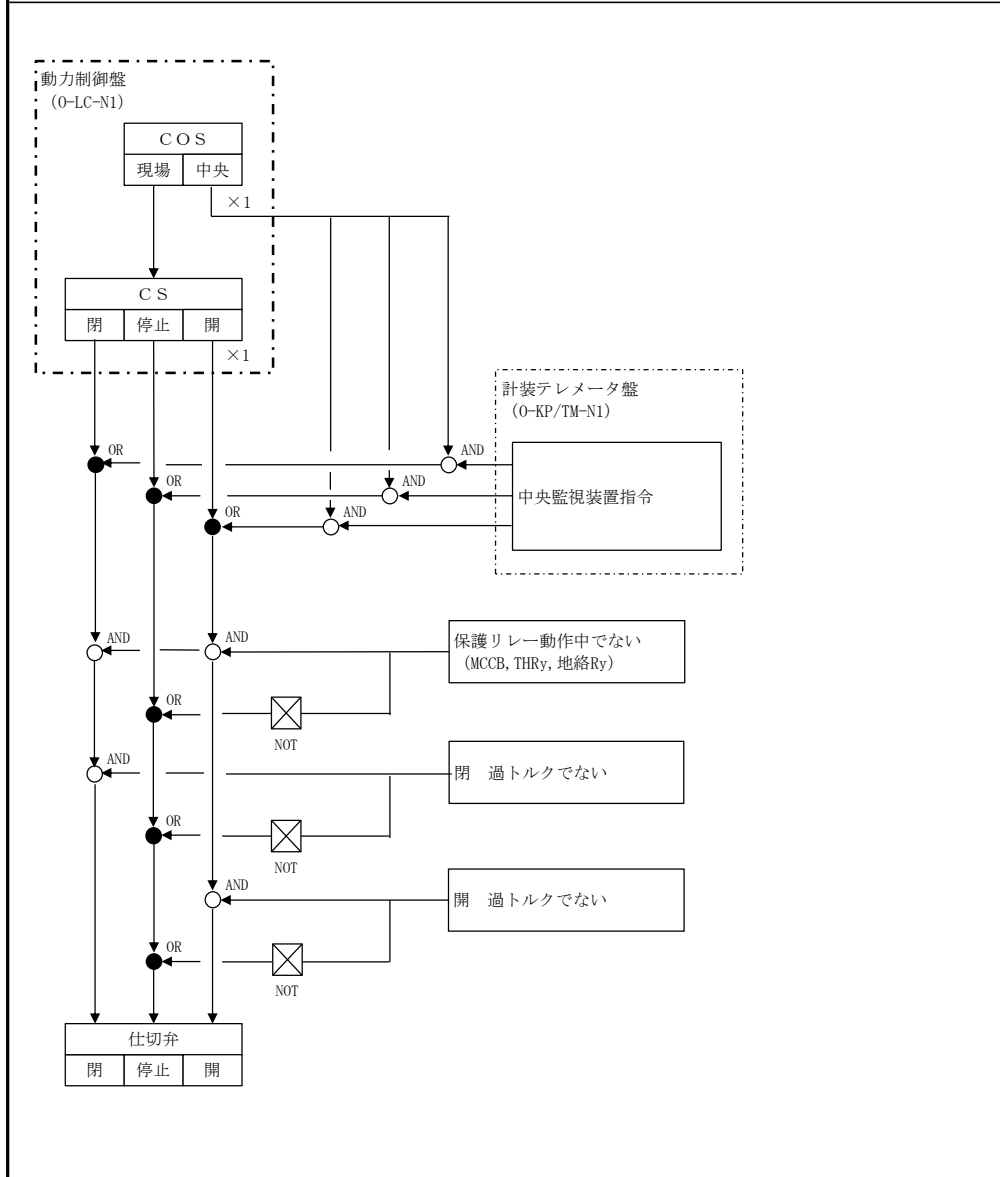 動力制御盤
(O-LC-N1)
ＣＯＳ
現場 中央
×1
ＣＳ
閉 停止 開
×1
計装テレメータ盤
(O-KP/TM-N1)
OR AND
中央監視装置指令
OR AND
OR AND
AND AND
保護リレー動作中でない
(MCCB,THRy,地絡Ry)
OR
NOT
AND
閉　過トルクでない
OR
NOT
AND
開　過トルクでない
OR
NOT
仕切弁
閉 停止 開